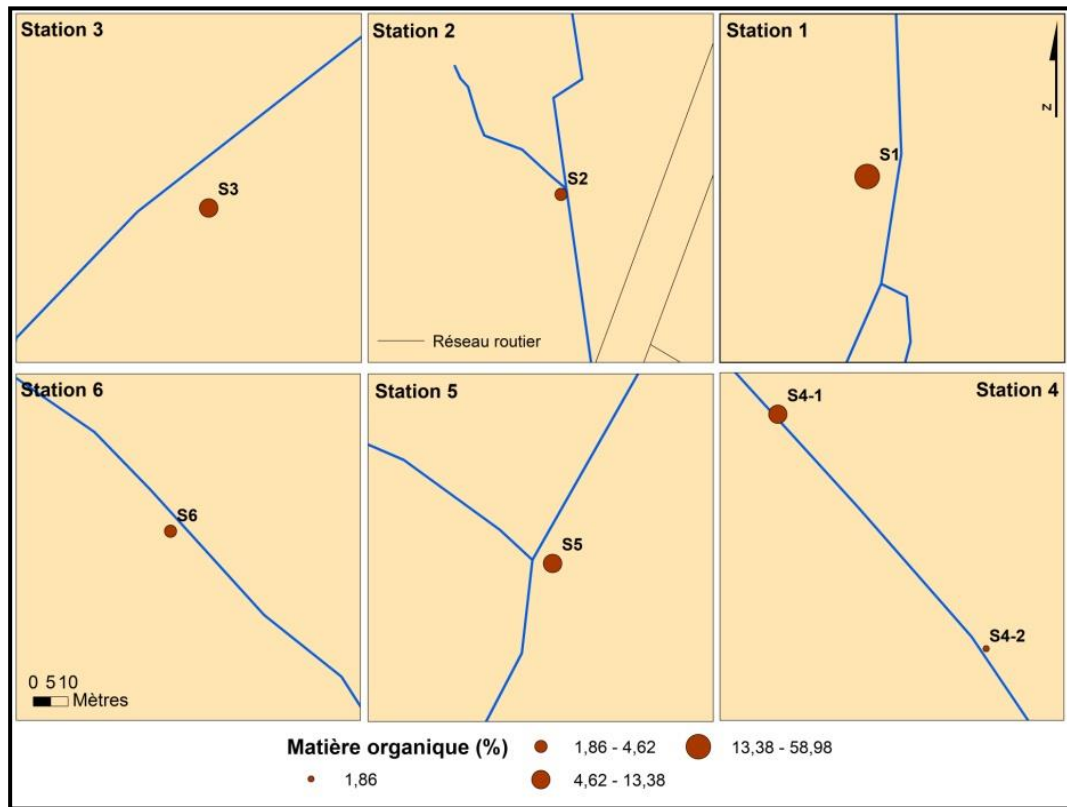 Station 3
Station 2
Station 1
N
S3
S2
S1
Réseau routier
Station 6
Station 5
Station 4
S6
S5
S4-1
S4-2
0 510
Mètres
Matière organique (%)
1,86
1,86 - 4,62
4,62 - 13,38
13,38 - 58,98